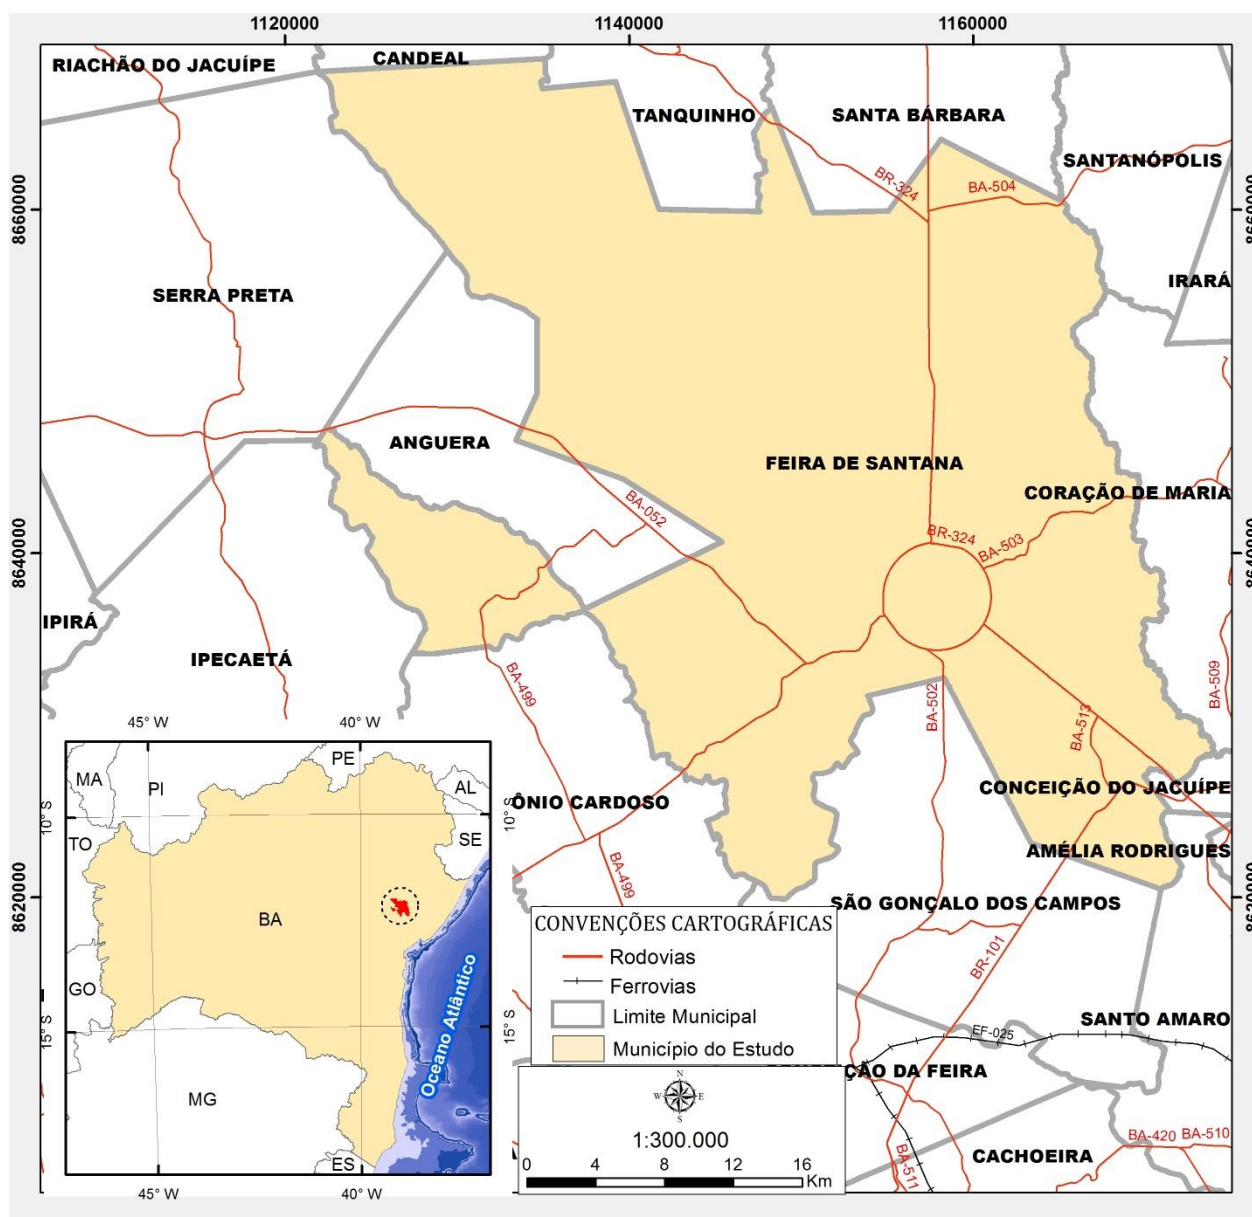 1120000
1140000
1160000
RIACHÃO DO JACUÍPE
CANDEAL
TANQUINHO
SANTA BÁRBARA
SANTANÓPOLIS
BR-324
BA-504
8660000
8660000
SERRA PRETA
IRARÁ
ANGUERA
FEIRA DE SANTANA
CORAÇÃO DE MARIA
BA-052
BR-324
BA-503
8640000
8640000
IPIRÁ
IPECAETÁ
BA-499
BA-502
BA-513
BA-509
CONCEIÇÃO DO JACUÍPE
ÔNIO CARDOSO
AMÉLIA RODRIGUES
BA-499
8620000
8620000
SÃO GONÇALO DOS CAMPOS
BR-101
SANTO AMARO
EF-025
ÇÃO DA FEIRA
CACHOEIRA
BA-420
BA-510
BA-511
45° W
40° W
MA
PI
PE
AL
10° S
10° S
TO
SE
BA
GO
15° S
15° S
MG
Oceano Atlântico
ES
45° W
40° W
CONVENÇÕES CARTOGRÁFICAS
Rodovias
Ferrovias
Limite Municipal
Município do Estudo
N
W
E
S
1:300.000
0 4 8 12 16
Km